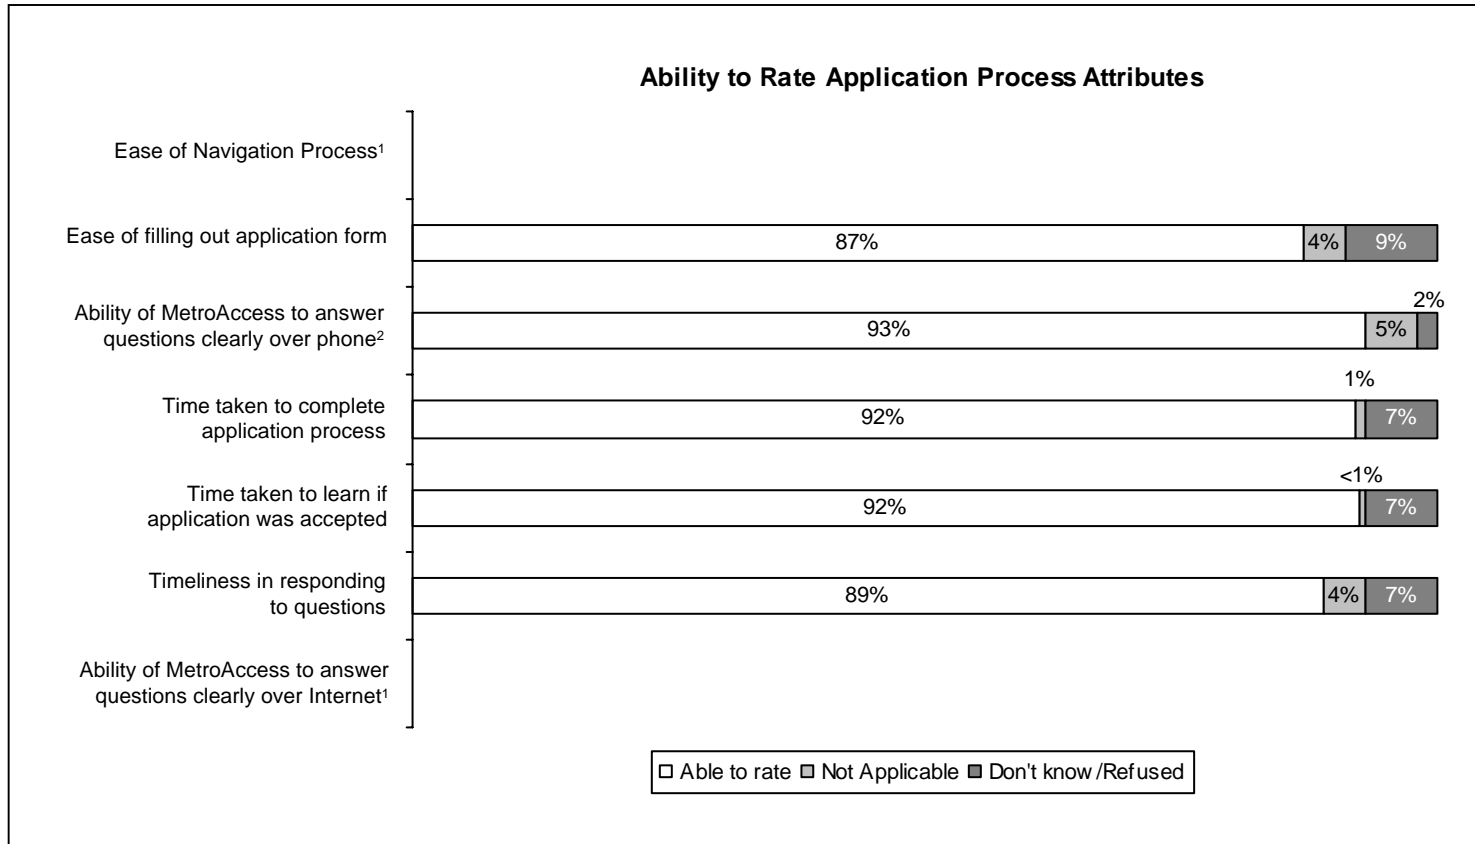 Ability to Rate Application Process Attributes
Ease of Navigation Process¹
Ease of filling out application form
87%
4%
9%
Ability of MetroAccess to answer
questions clearly over phone²
93%
5%
2%
Time taken to complete
application process
92%
1%
7%
Time taken to learn if
application was accepted
92%
<1%
7%
Timeliness in responding
to questions
89%
4%
7%
Ability of MetroAccess to answer
questions clearly over Internet¹
Able to rate Not Applicable Don't know/Refused